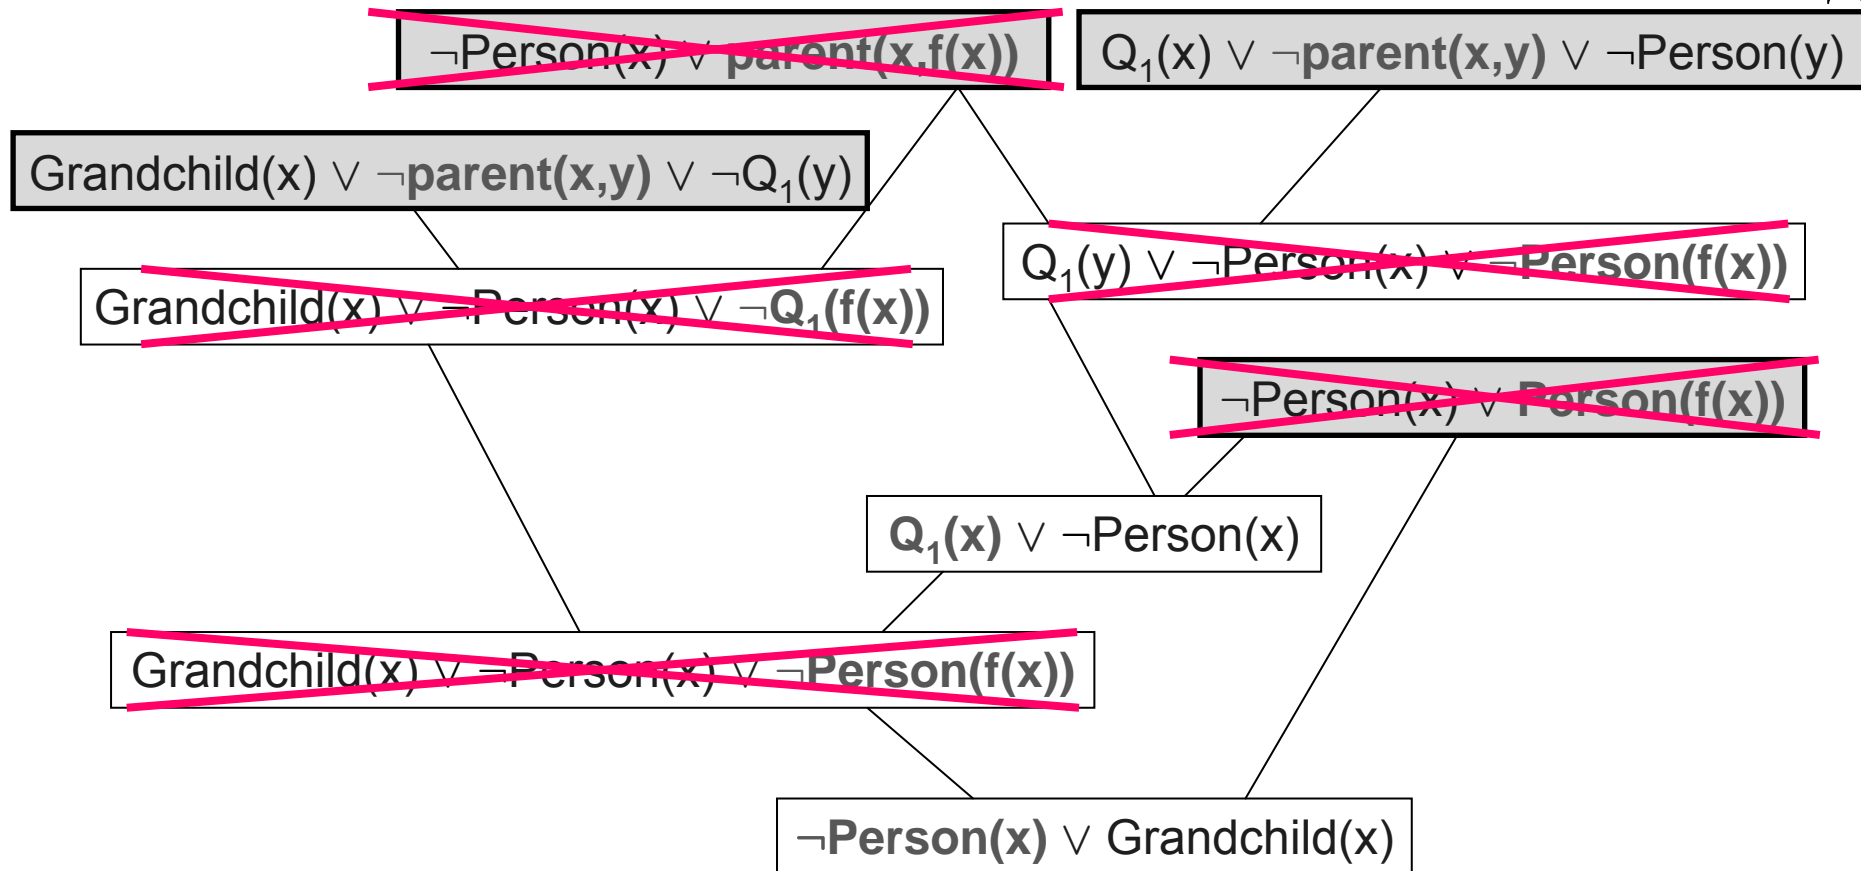 ¬Person(x) ∨ parent(x,f(x))
Q₁(x) ∨ ¬parent(x,y) ∨ ¬Person(y)
Grandchild(x) ∨ ¬parent(x,y) ∨ ¬Q₁(y)
Q₁(y) ∨ ¬Person(x) ∨ ¬Person(f(x))
Grandchild(x) ∨ ¬Person(x) ∨ ¬Q₁(f(x))
¬Person(x) ∨ Person(f(x))
Q₁(x) ∨ ¬Person(x)
Grandchild(x) ∨ ¬Person(x) ∨ ¬Person(f(x))
¬Person(x) ∨ Grandchild(x)